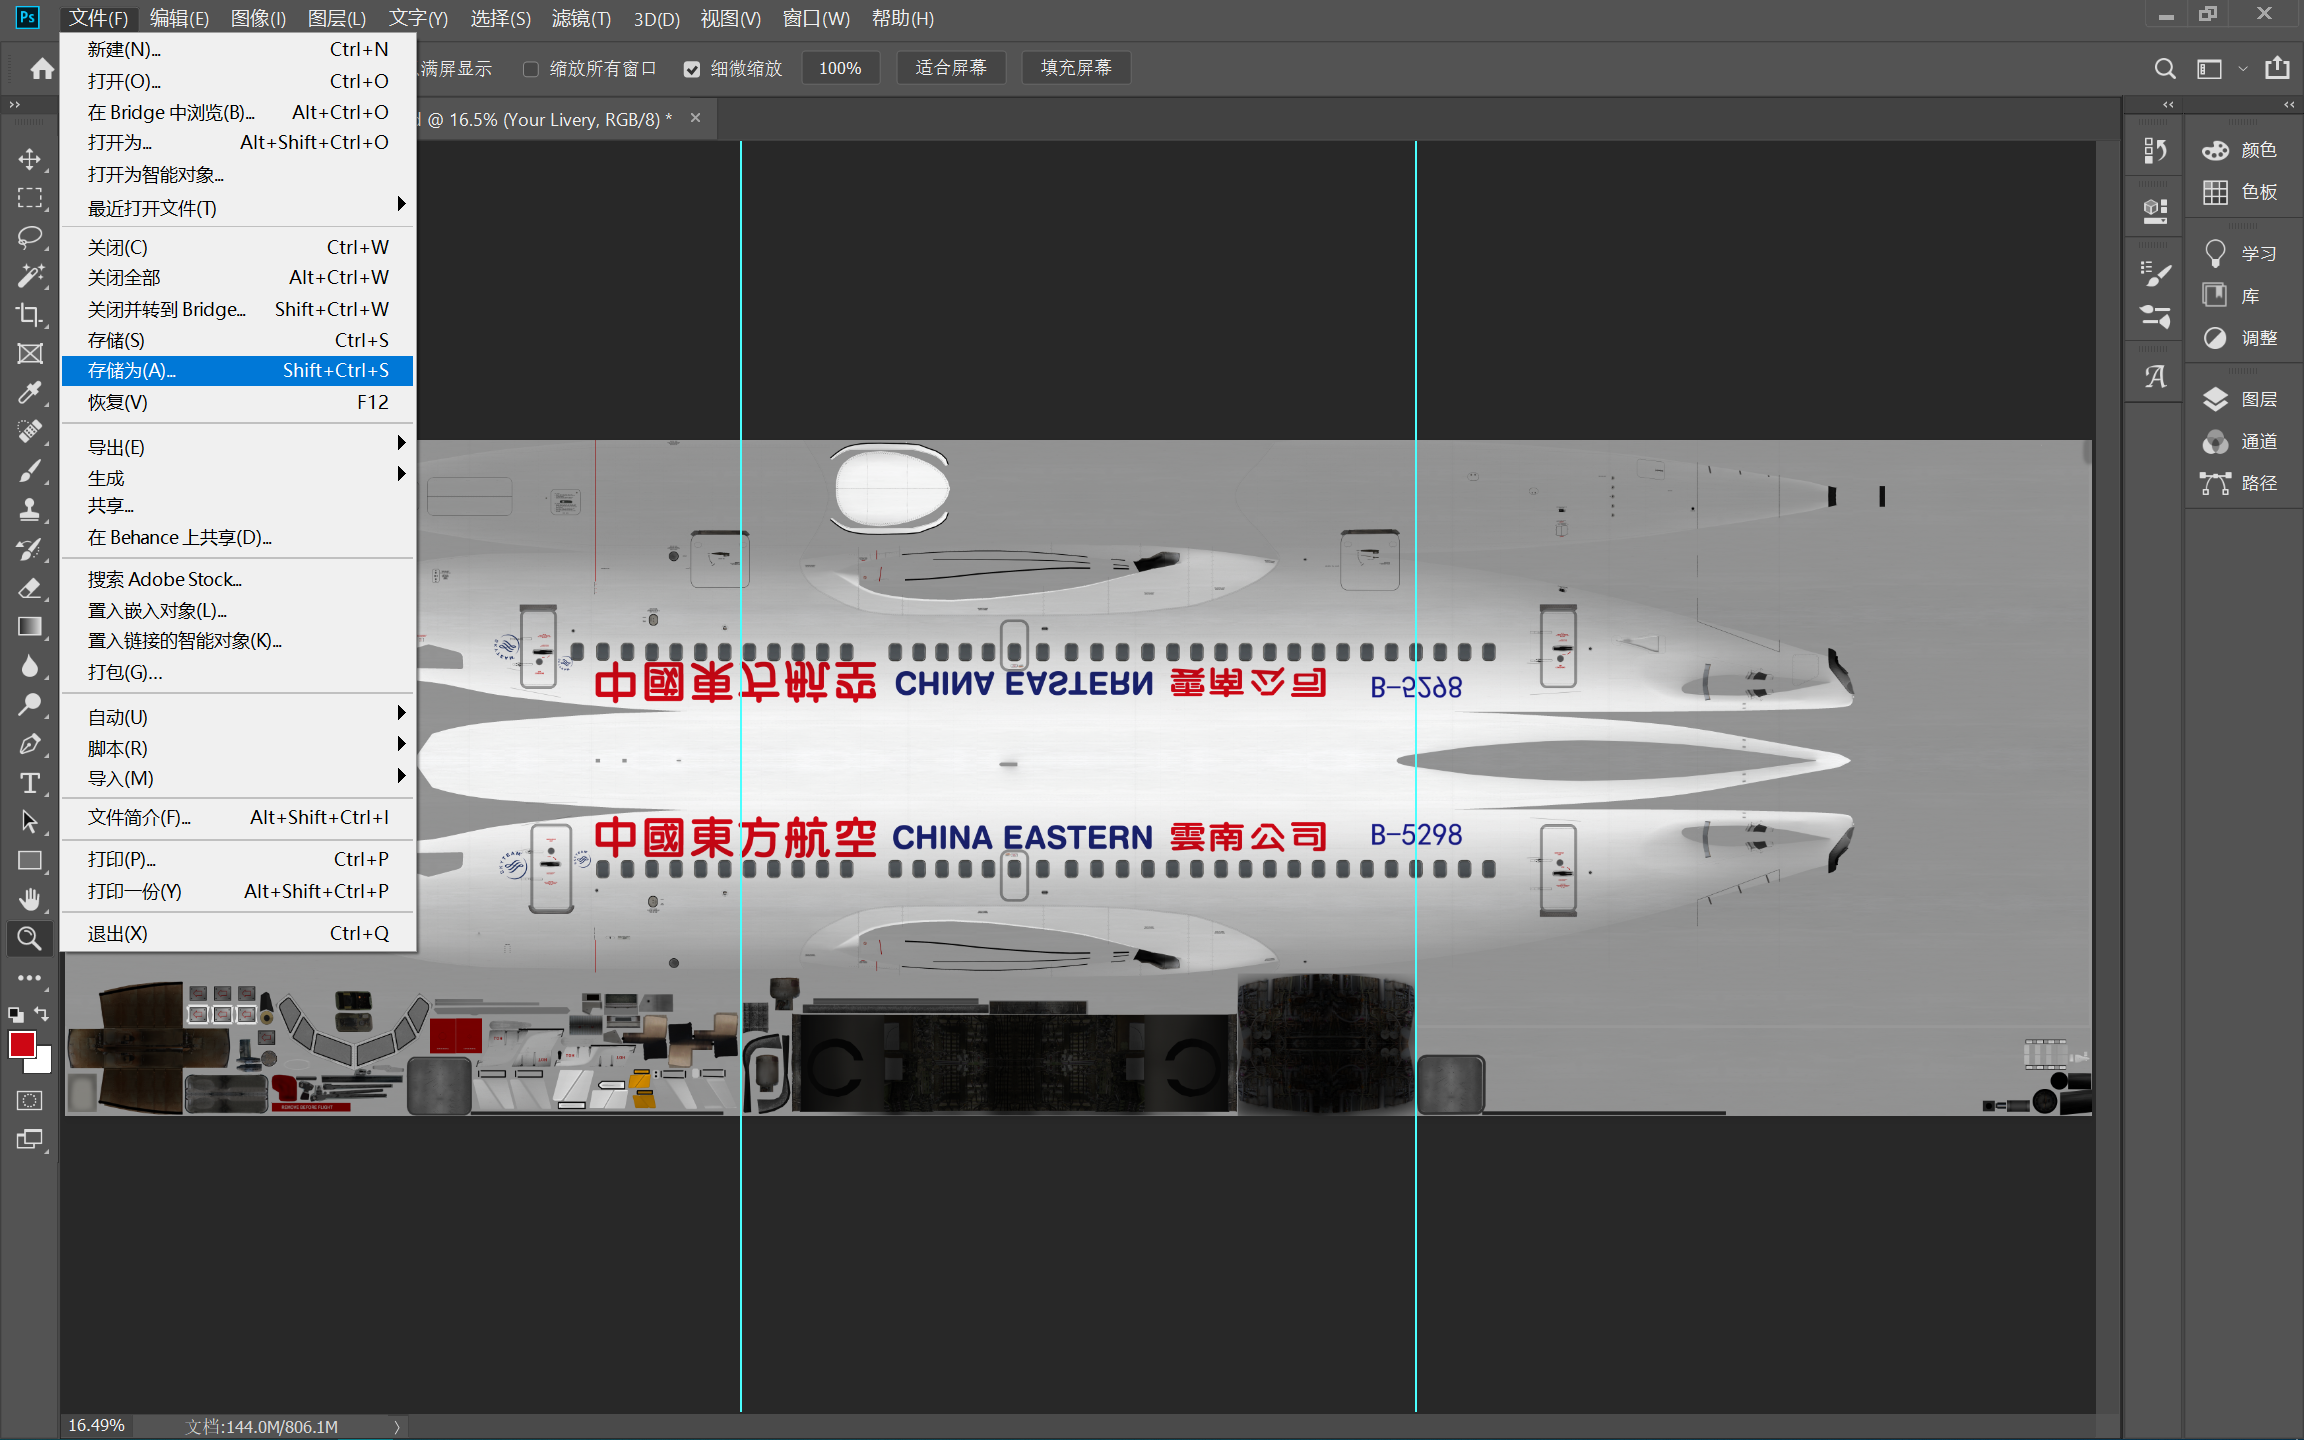 Ps 文件(F) 编辑(E) 图像(I) 图层(L) 文字(Y) 选择(S) 滤镜(T) 3D(D) 视图(V) 窗口(W) 帮助(H)
满屏显示 缩放所有窗口 细微缩放 100% 适合屏幕 填充屏幕
d @ 16.5% (Your Livery, RGB/8) *
新建(N)... Ctrl+N
打开(O)... Ctrl+O
在 Bridge 中浏览(B)... Alt+Ctrl+O
打开为... Alt+Shift+Ctrl+O
打开为智能对象...
最近打开文件(T)
关闭(C) Ctrl+W
关闭全部 Alt+Ctrl+W
关闭并转到 Bridge... Shift+Ctrl+W
存储(S) Ctrl+S
存储为(A)... Shift+Ctrl+S
恢复(V) F12
导出(E)
生成
共享...
在 Behance 上共享(D)...
搜索 Adobe Stock...
置入嵌入对象(L)...
置入链接的智能对象(K)...
打包(G)...
自动(U)
脚本(R)
导入(M)
文件简介(F)... Alt+Shift+Ctrl+I
打印(P)... Ctrl+P
打印一份(Y) Alt+Shift+Ctrl+P
退出(X) Ctrl+Q
中國東方航空 CHINA EASTERN 雲南公司 B-5298
中國東方航空 CHINA EASTERN 雲南公司 B-5298
SKYTEAM
REMOVE BEFORE FLIGHT
颜色
色板
学习
库
调整
图层
通道
路径
16.49% 文档:144.0M/806.1M